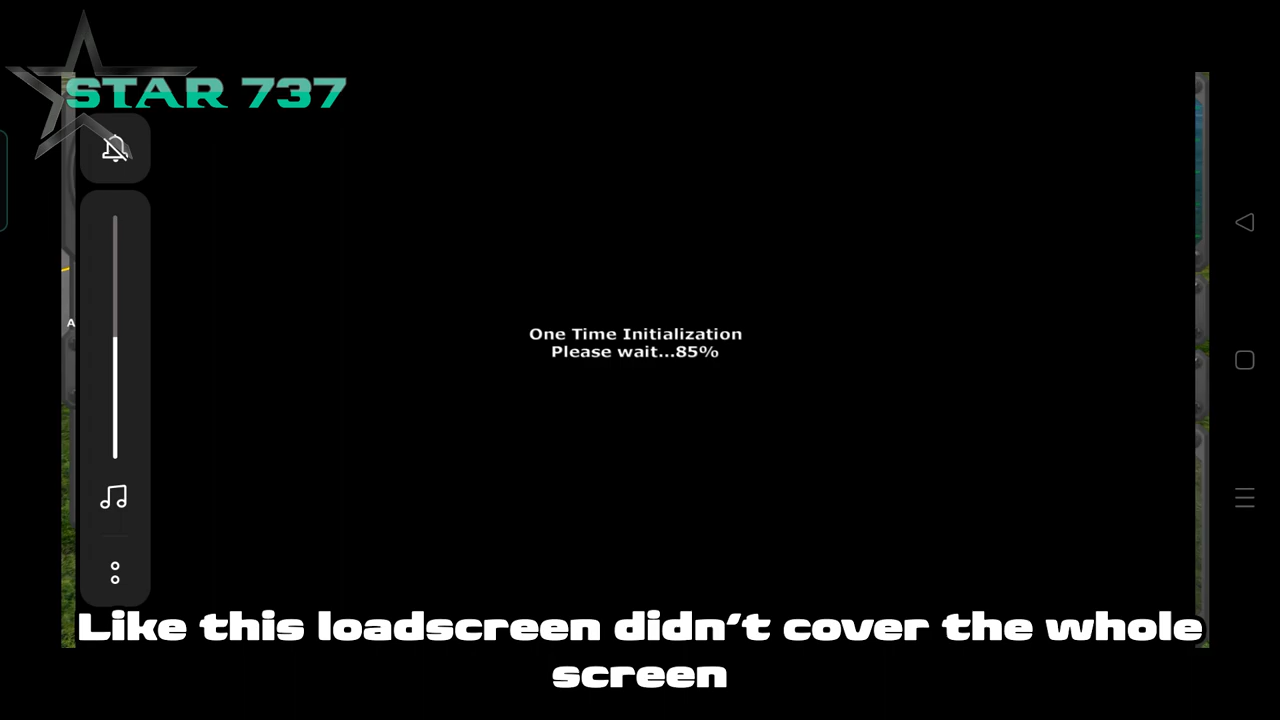 STAR 737
A
One Time Initialization
Please wait...85%
Like this loadscreen didn't cover the whole
screen